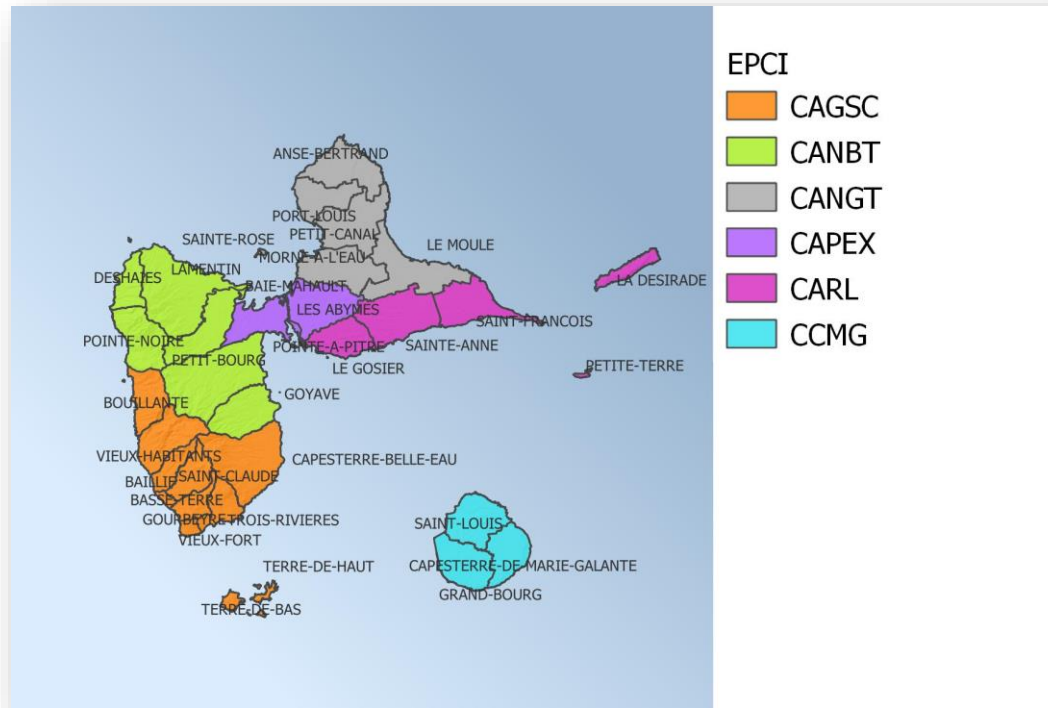 EPCI
CAGSC
CANBT
CANGT
CAPEX
CARL
CCMG
ANSE-BERTRAND
PORT-LOUIS
PETIT-CANAL
SAINTE-ROSE
LE MOULE
MORNE-A-L'EAU
LAMENTIN
DESHAIES
LA DESIRADE
BAIE-MAHAULT
LES ABYMES
SAINT-FRANCOIS
POINTE-NOIRE
POINTE-A-PITRE
SAINTE-ANNE
PETIT-BOURG
LE GOSIER
PETITE-TERRE
GOYAVE
BOUILLANTE
VIEUX-HABITANTS
CAPESTERRE-BELLE-EAU
SAINT-CLAUDE
BAILLIF
BASSE-TERRE
GOURBEYRE
TROIS-RIVIERES
VIEUX-FORT
SAINT-LOUIS
TERRE-DE-HAUT
CAPESTERRE-DE-MARIE-GALANTE
GRAND-BOURG
TERRE-DE-BAS